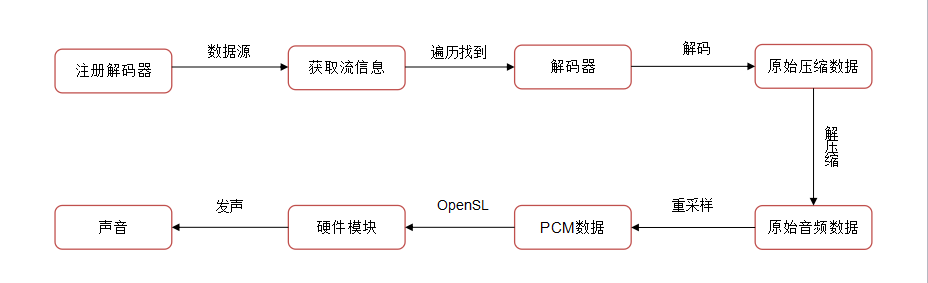 注册解码器
数据源
获取流信息
遍历找到
解码器
解码
原始压缩数据
解压缩
原始音频数据
重采样
PCM数据
OpenSL
硬件模块
发声
声音